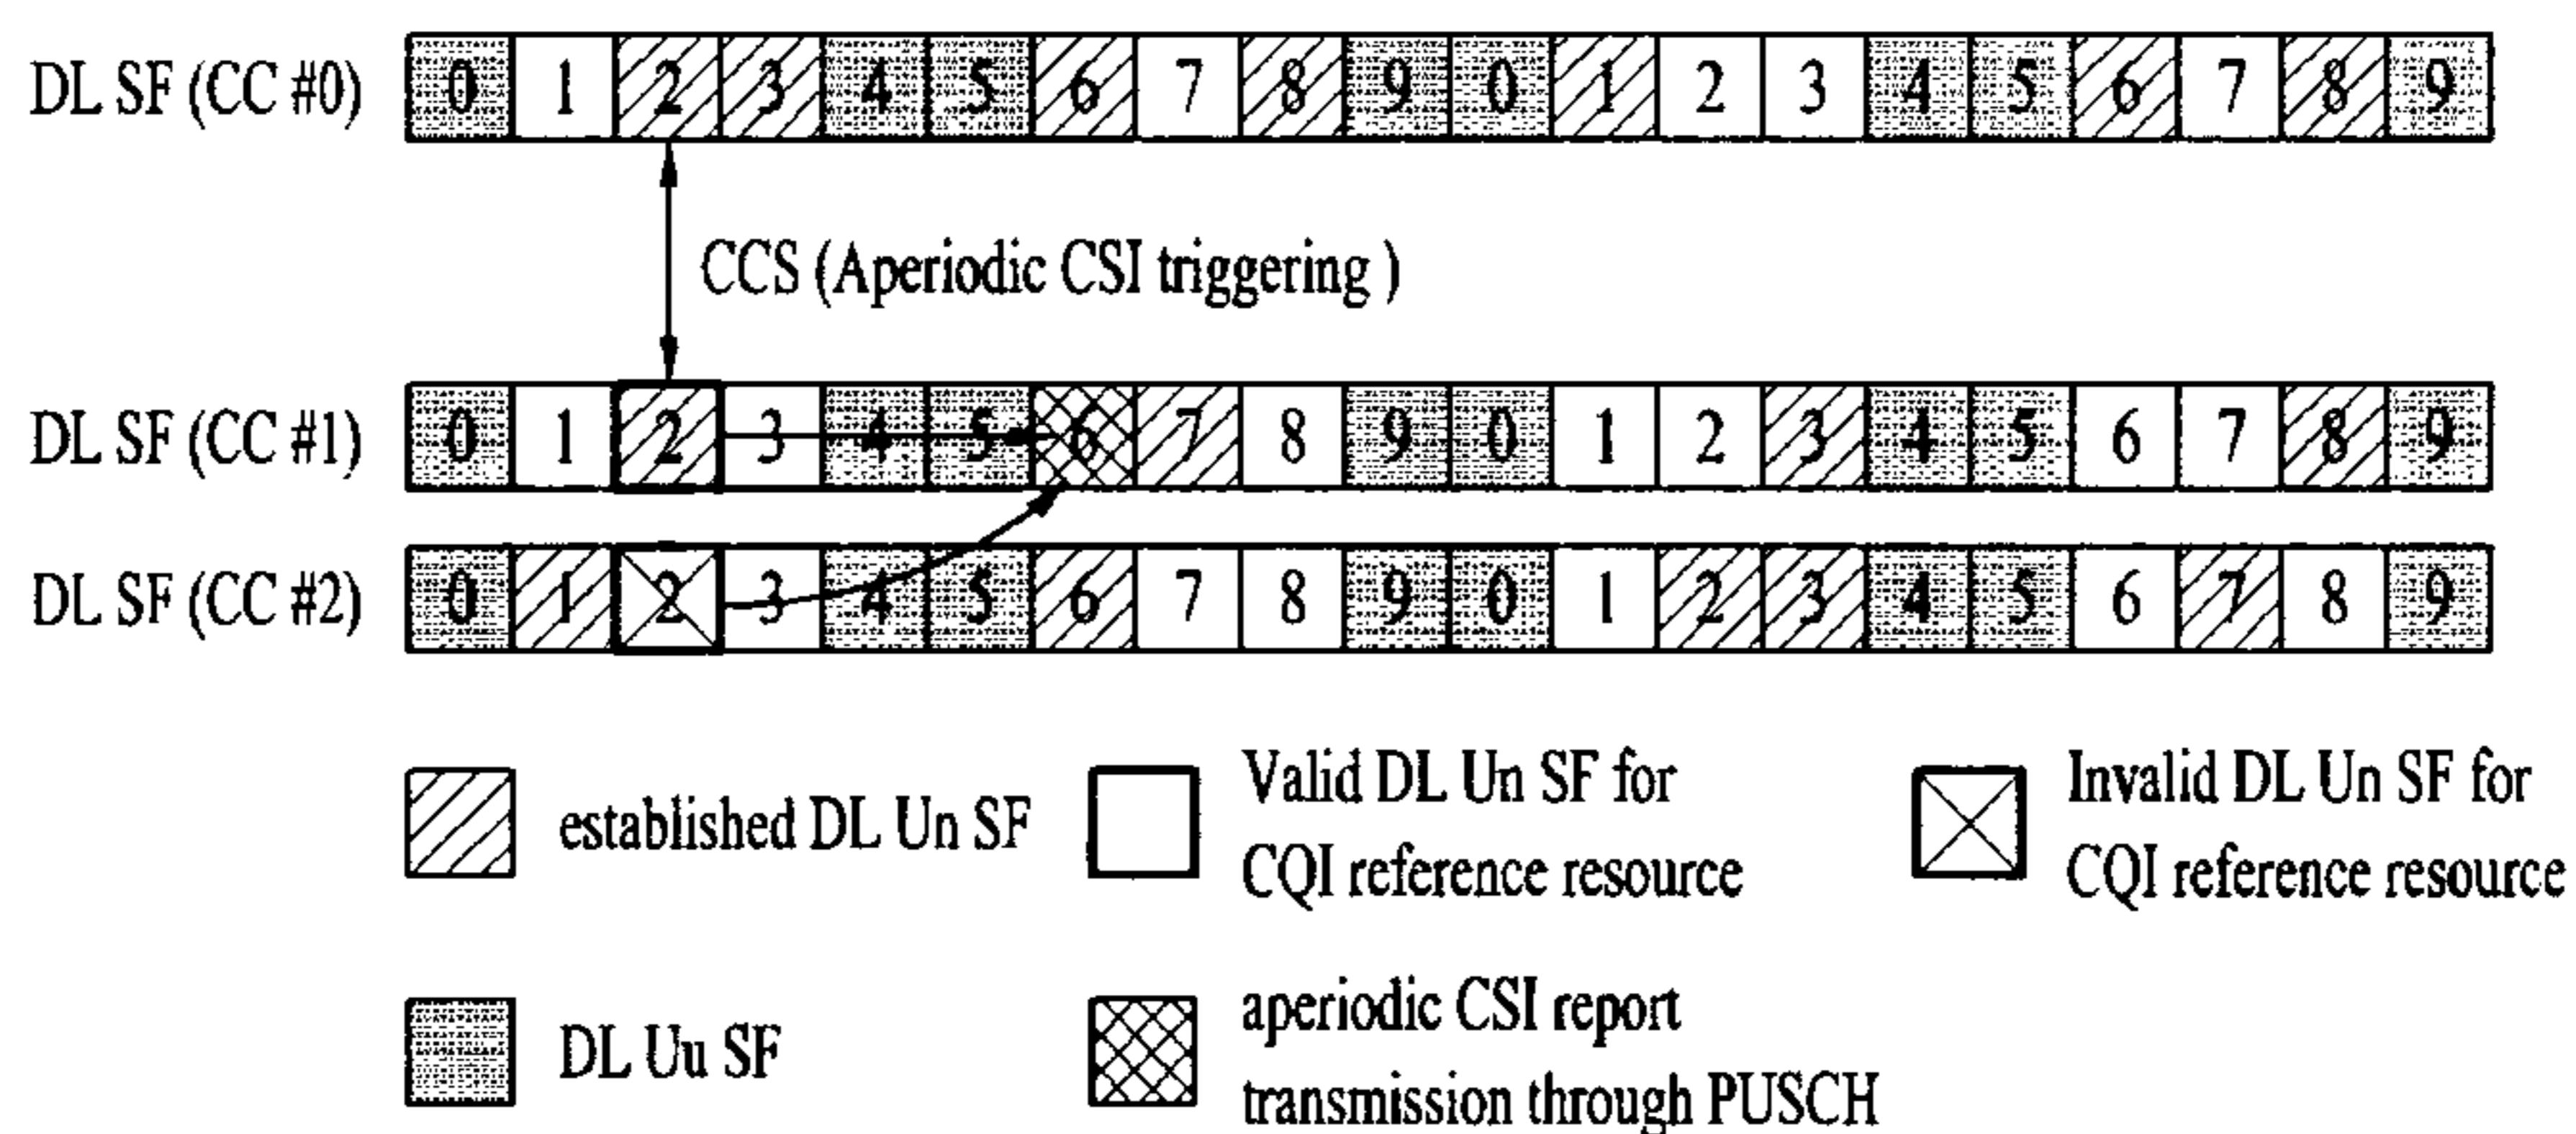 DL SF (CC #0) 0 1 2 3 4 5 6 7 8 9 0 1 2 3 4 5 6 7 8 9
CCS (Aperiodic CSI triggering )
DL SF (CC #1) 0 1 2 3 4 5 6 7 8 9 0 1 2 3 4 5 6 7 8 9
DL SF (CC #2) 0 1 2 3 4 5 6 7 8 9 0 1 2 3 4 5 6 7 8 9
established DL Un SF
Valid DL Un SF for
CQI reference resource
Invalid DL Un SF for
CQI reference resource
DL Uu SF
aperiodic CSI report
transmission through PUSCH